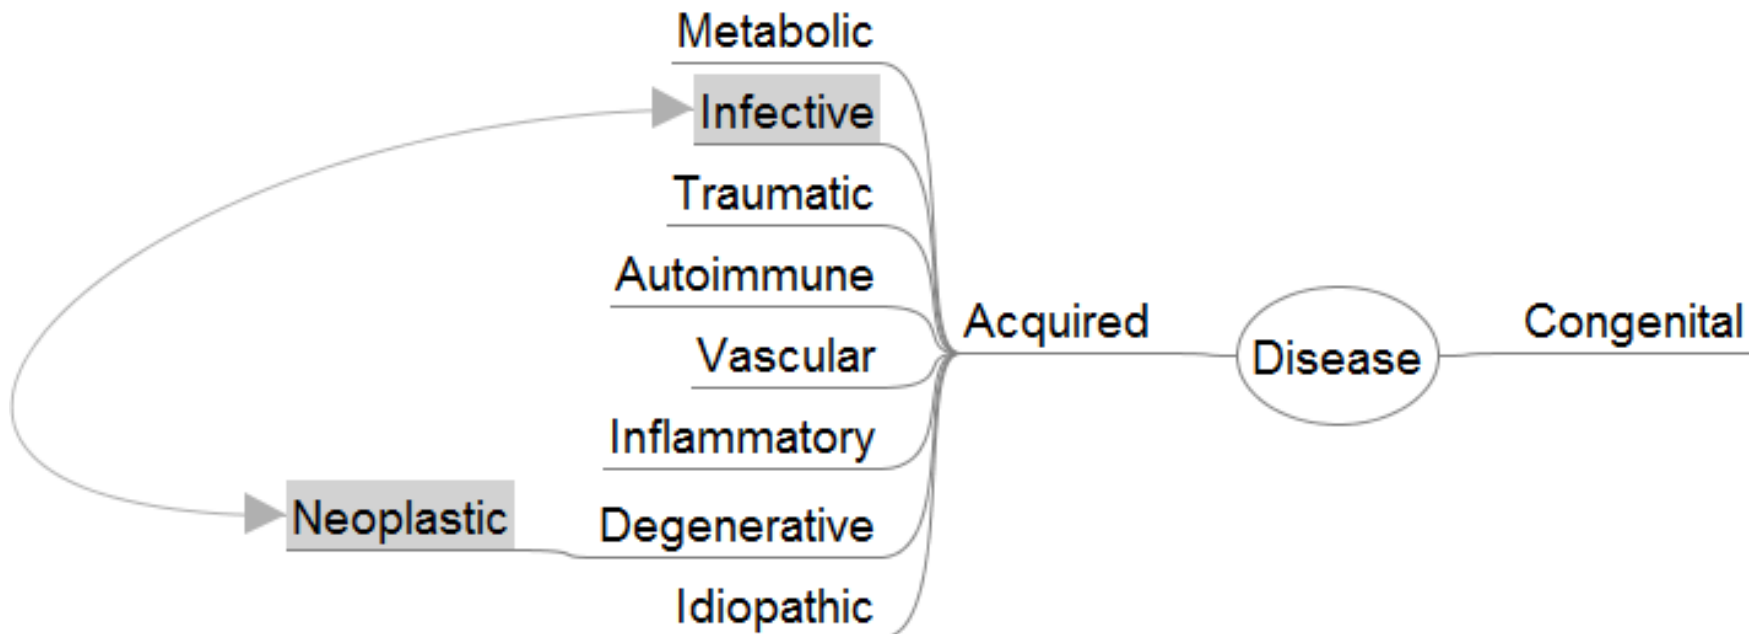 Metabolic
Infective
Traumatic
Autoimmune
Vascular
Inflammatory
Neoplastic
Degenerative
Idiopathic
Acquired
Disease
Congenital